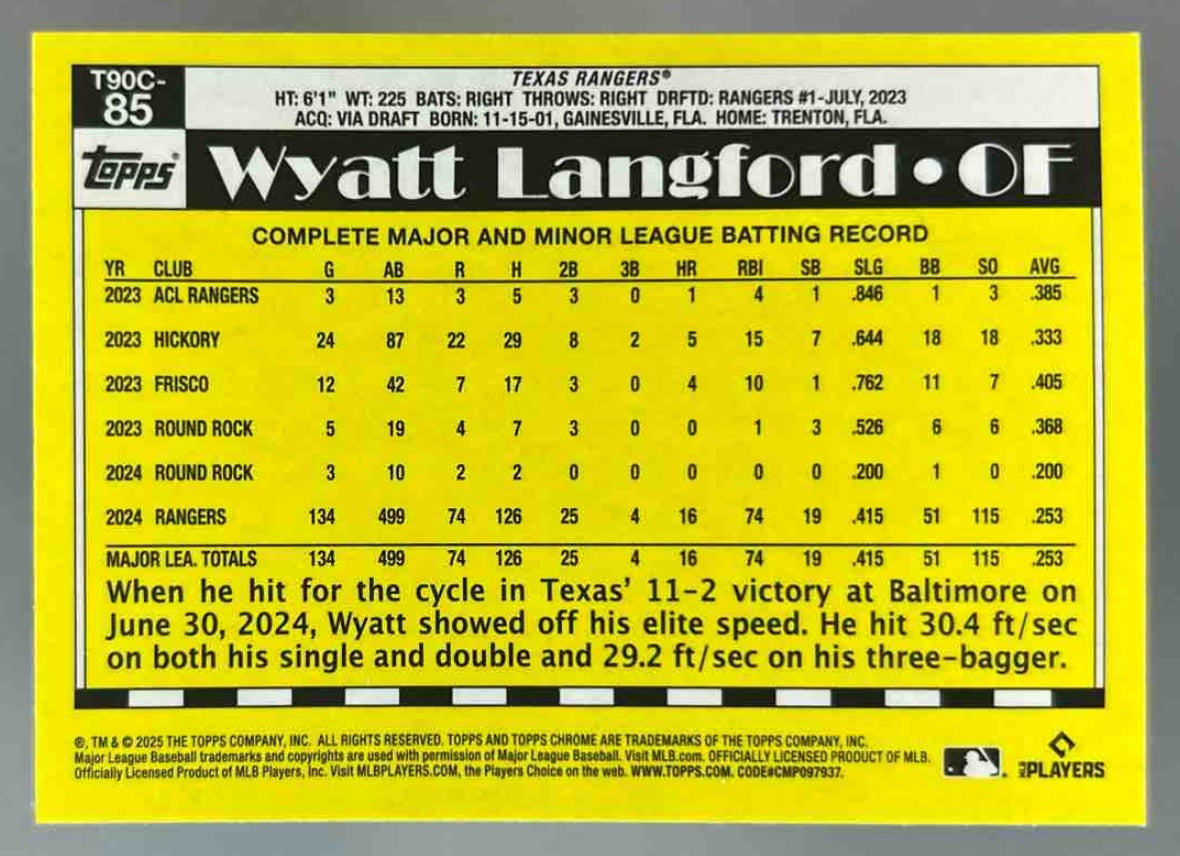 T90C-
85
TEXAS RANGERS®
HT: 6'1" WT: 225 BATS: RIGHT THROWS: RIGHT DRFTD: RANGERS #1-JULY, 2023
ACQ: VIA DRAFT BORN: 11-15-01, GAINESVILLE, FLA. HOME: TRENTON, FLA.
TOPPS® Wyatt Langford • OF
COMPLETE MAJOR AND MINOR LEAGUE BATTING RECORD
YR CLUB G AB R H 2B 3B HR RBI SB SLG BB SO AVG
2023 ACL RANGERS 3 13 3 5 3 0 1 4 1 .846 1 3 .385
2023 HICKORY 24 87 22 29 8 2 5 15 7 .644 18 18 .333
2023 FRISCO 12 42 7 17 3 0 4 10 1 .762 11 7 .405
2023 ROUND ROCK 5 19 4 7 3 0 0 1 3 .526 6 6 .368
2024 ROUND ROCK 3 10 2 2 0 0 0 0 0 .200 1 0 .200
2024 RANGERS 134 499 74 126 25 4 16 74 19 .415 51 115 .253
MAJOR LEA. TOTALS 134 499 74 126 25 4 16 74 19 .415 51 115 .253
When he hit for the cycle in Texas' 11-2 victory at Baltimore on
June 30, 2024, Wyatt showed off his elite speed. He hit 30.4 ft/sec
on both his single and double and 29.2 ft/sec on his three-bagger.
®, TM & © 2025 THE TOPPS COMPANY, INC. ALL RIGHTS RESERVED. TOPPS AND TOPPS CHROME ARE TRADEMARKS OF THE TOPPS COMPANY, INC.
Major League Baseball trademarks and copyrights are used with permission of Major League Baseball. Visit MLB.com. OFFICIALLY LICENSED PRODUCT OF MLB.
Officially Licensed Product of MLB Players, Inc. Visit MLBPLAYERS.COM, the Players Choice on the web. WWW.TOPPS.COM. CODE#CMP097937.
MLB PLAYERS